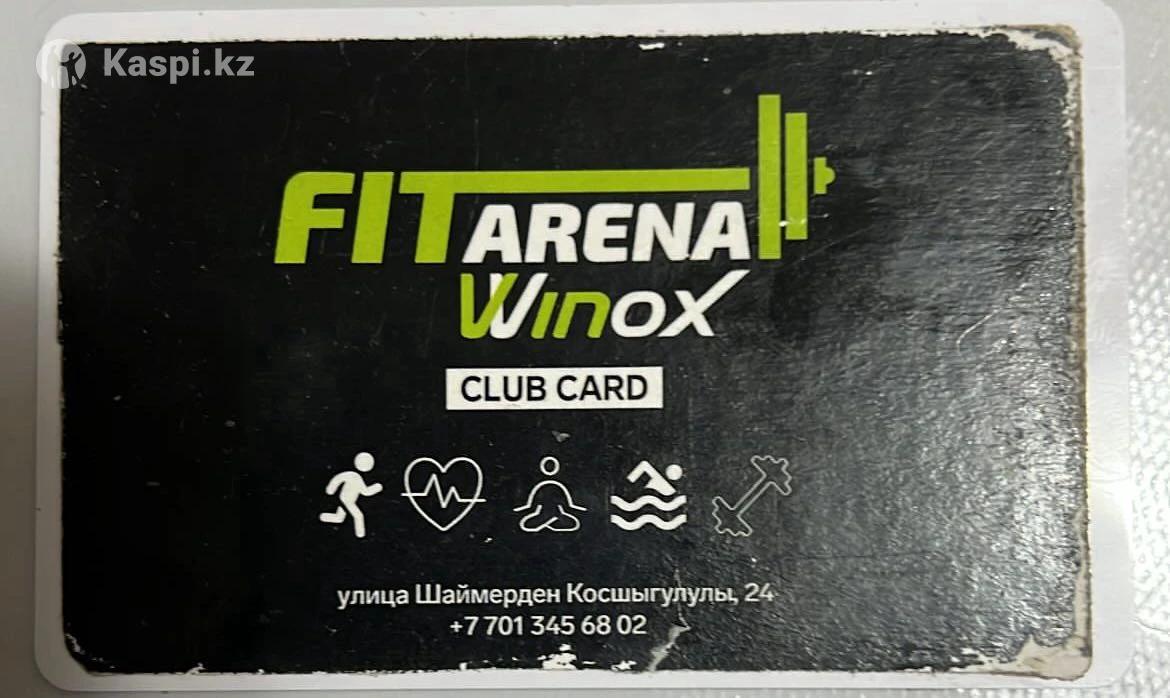 Kaspi.kz
FIT ARENA
Winox
CLUB CARD
улица Шаймерден Косшыгулулы, 24
+7 701 345 68 02